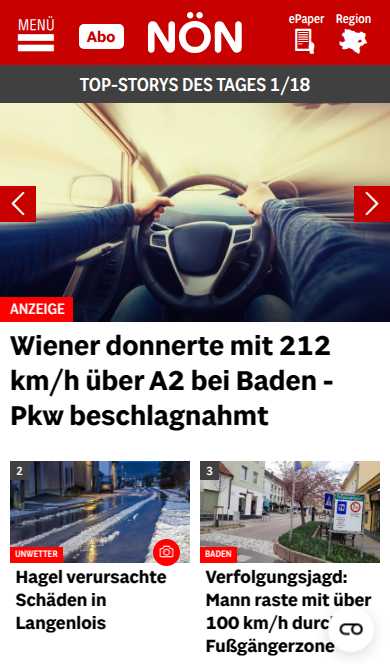 MENÜ
Abo
NÖN
ePaper
Region
TOP-STORYS DES TAGES 1/18
ANZEIGE
Wiener donnerte mit 212
km/h über A2 bei Baden -
Pkw beschlagnahmt
2
UNWETTER
Hagel verursachte
Schäden in
Langenlois
3
BADEN
Verfolgungsjagd:
Mann raste mit über
100 km/h
Fußgängerzone